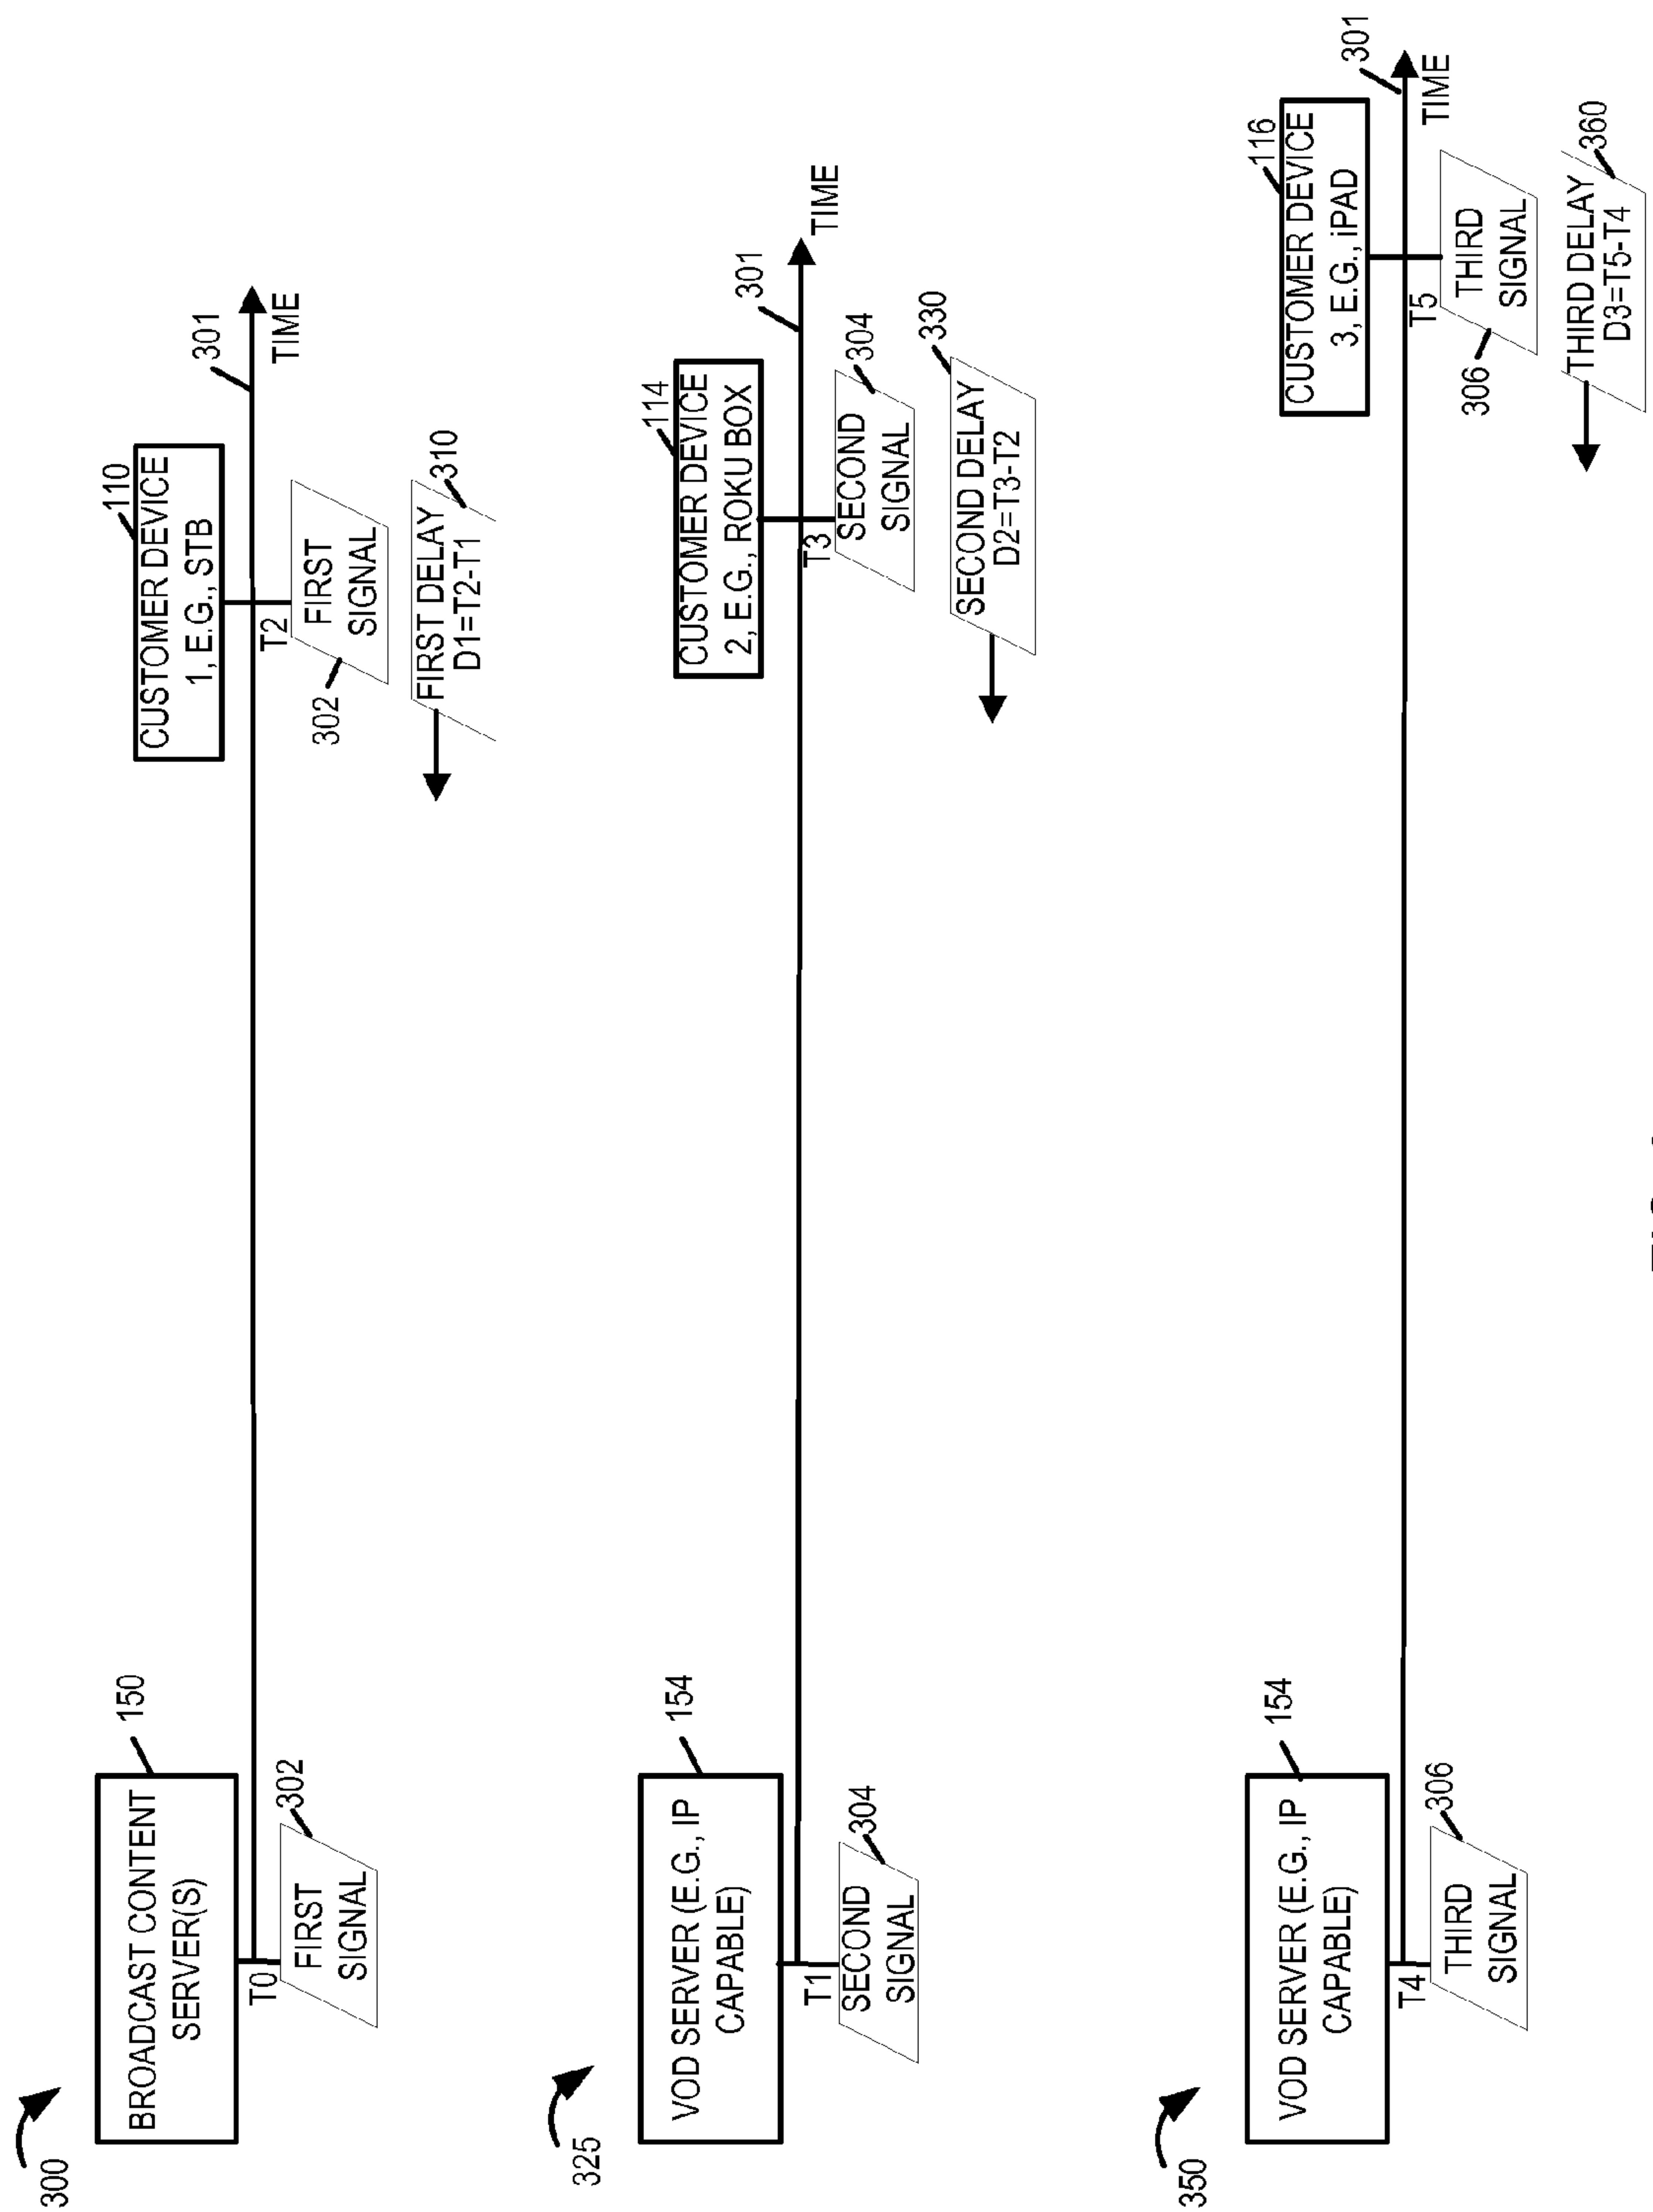 300
BROADCAST CONTENT
SERVER(S)
150
T0
FIRST
SIGNAL
302
CUSTOMER DEVICE
1, E.G., STB
110
T2
FIRST
SIGNAL
302
FIRST DELAY
D1=T2-T1
310
301
TIME
325
VOD SERVER (E.G., IP
CAPABLE)
154
T1
SECOND
SIGNAL
304
CUSTOMER DEVICE
2, E.G., ROKU BOX
114
T3
SECOND
SIGNAL
304
SECOND DELAY
D2=T3-T2
330
301
TIME
350
VOD SERVER (E.G., IP
CAPABLE)
154
T4
THIRD
SIGNAL
306
CUSTOMER DEVICE
3, E.G., iPAD
116
T5
THIRD
SIGNAL
306
THIRD DELAY
D3=T5-T4
360
301
TIME